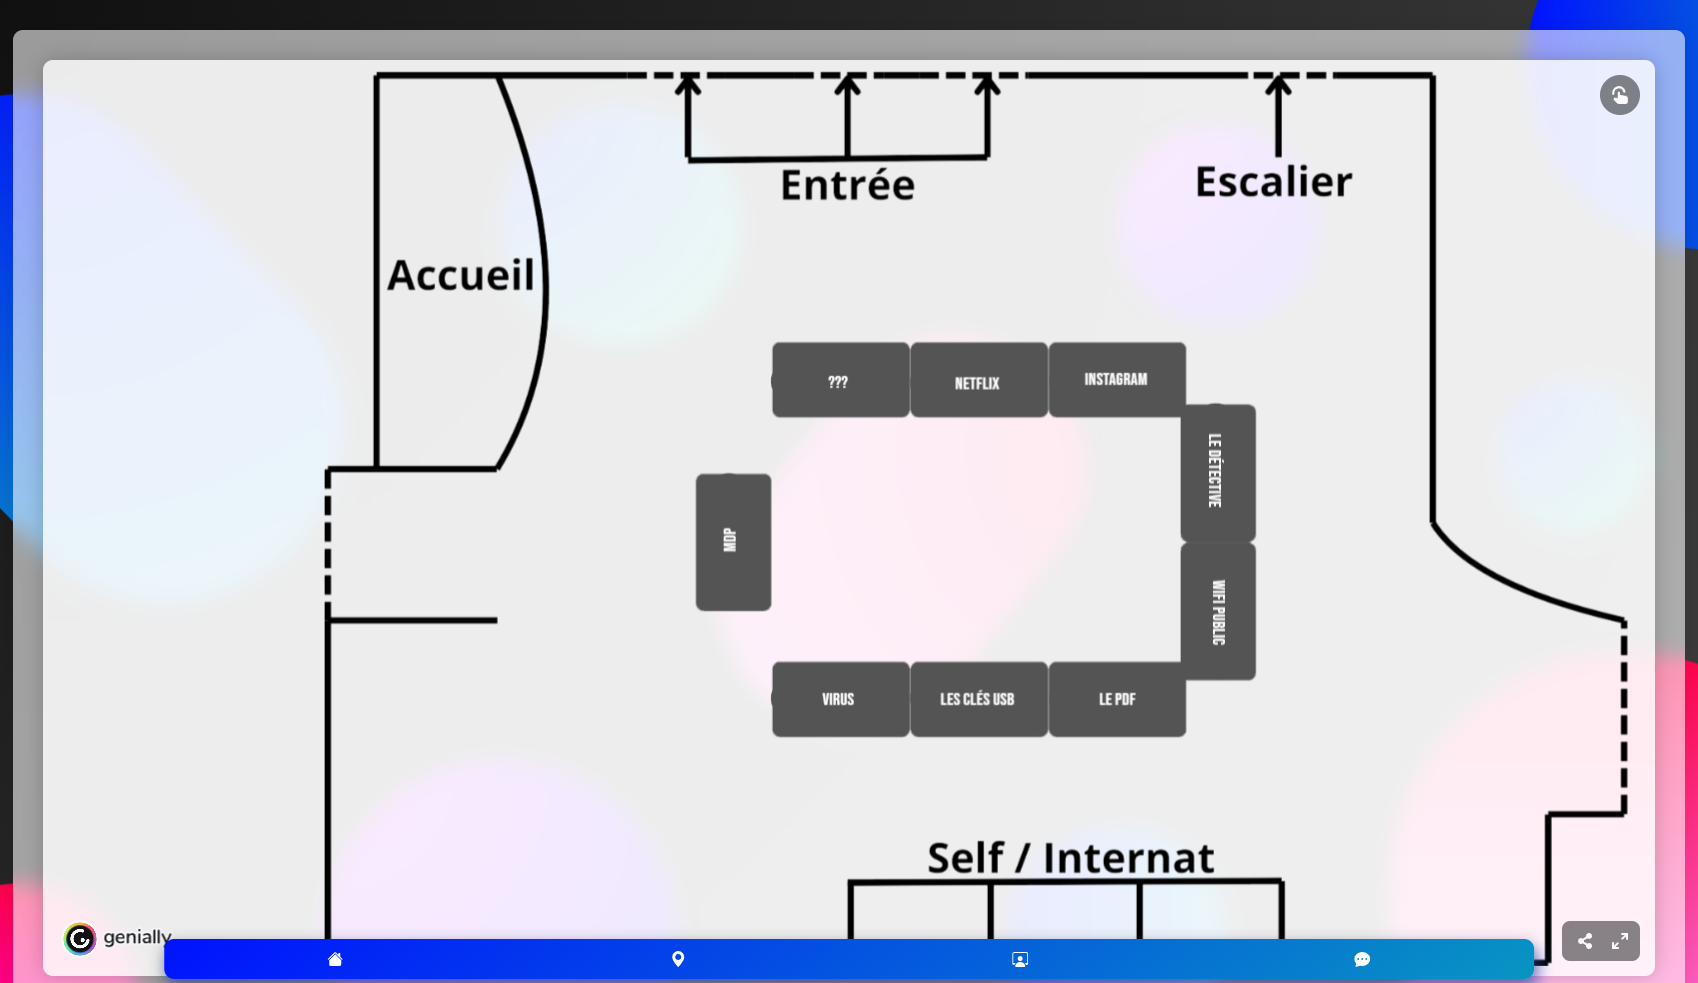 Entrée
Escalier
Accueil
???
NETFLIX
INSTAGRAM
LE DÉTECTIVE
MDP
WIFI PUBLIC
VIRUS
LES CLÉS USB
LE PDF
Self / Internat
genially